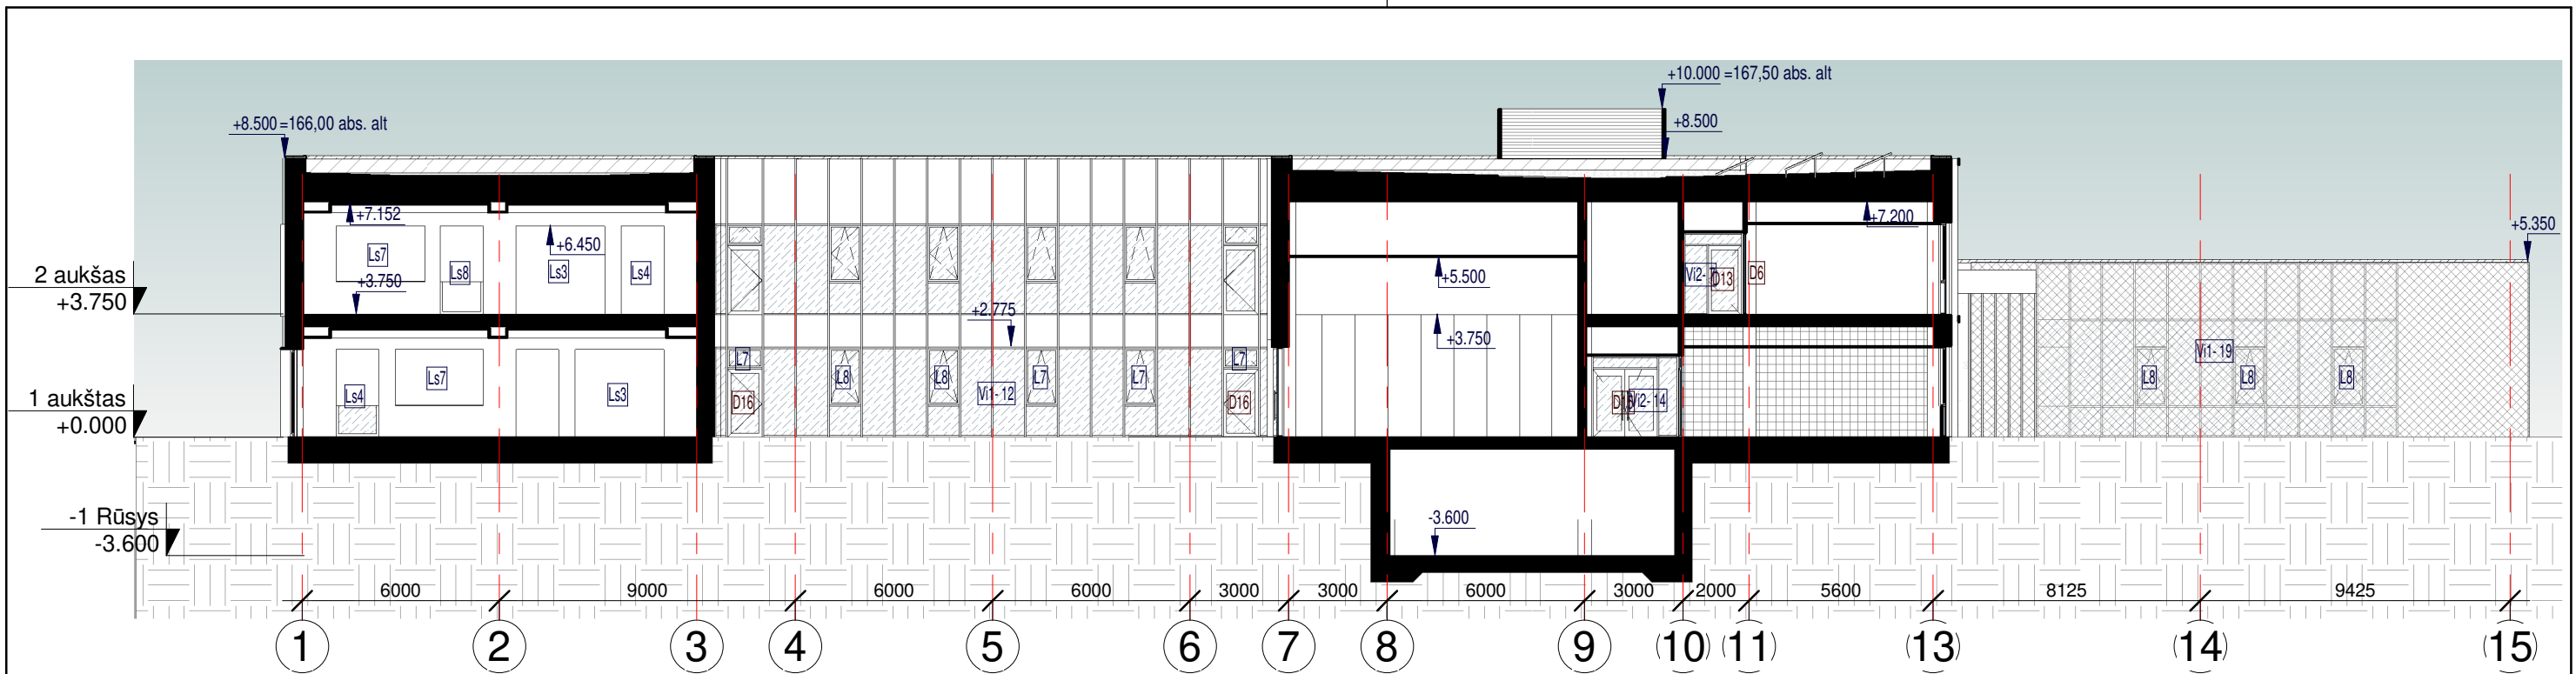 +10.000 =167,50 abs. alt
+8.500 =166,00 abs. alt
+8.500
+7.152
+7.200
+5.350
+6.450
Ls7
Ls8
Ls3
Ls4
2 aukšas
+3.750
+3.750
+5.500
Vi2-
D13
D6
+2.775
+3.750
L7
L7
Vi1- 19
Ls4
Ls7
Ls3
L8
L8
L7
L7
L8
L8
L8
Vi1- 12
1 aukštas
+0.000
D16
D16
Vi2- 14
-1 Rūsys
-3.600
-3.600
6000
9000
6000
6000
3000
3000
6000
3000
2000
5600
8125
9425
1
2
3
4
5
6
7
8
9
10
11
13
14
15